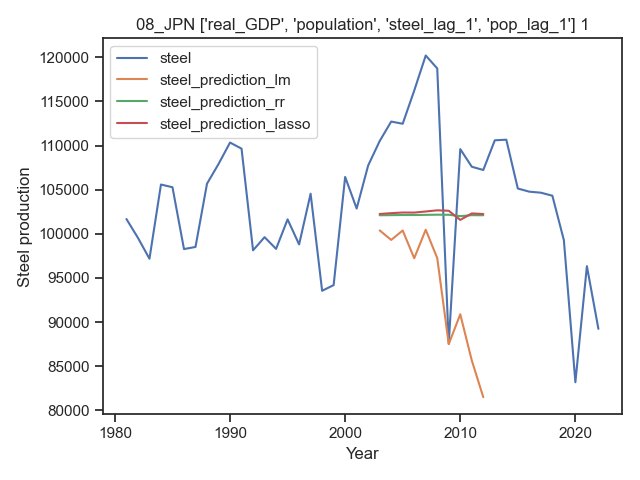 08_JPN ['real_GDP', 'population', 'steel_lag_1', 'pop_lag_1'] 1
steel
steel_prediction_lm
steel_prediction_rr
steel_prediction_lasso
Steel production
120000
115000
110000
105000
100000
95000
90000
85000
80000
1980
1990
2000
2010
2020
Year